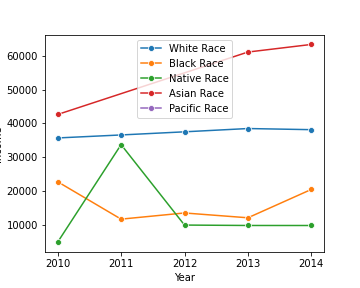 White Race
Black Race
Native Race
Asian Race
Pacific Race
60000
50000
40000
30000
20000
10000
2010 2011 2012 2013 2014
Year